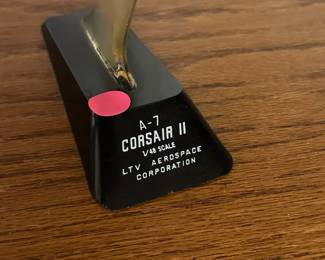 A-7
CORSAIR II
1/48 SCALE
LTV AEROSPACE
CORPORATION